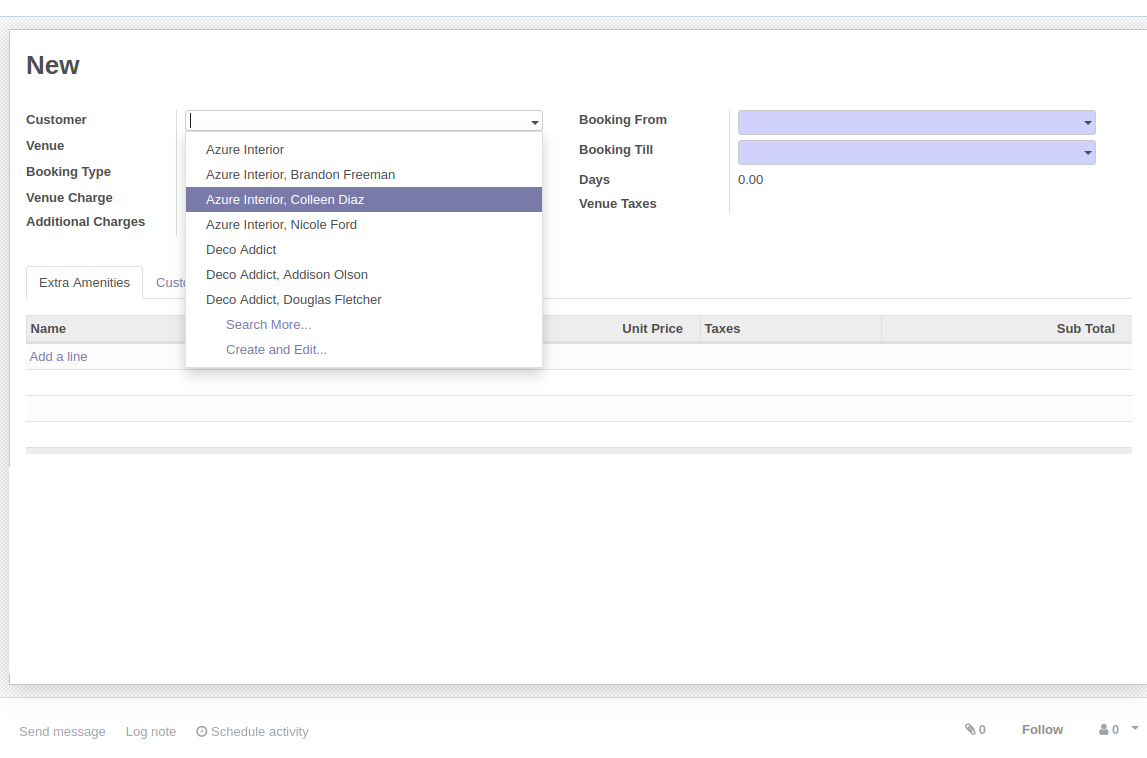 New
Customer
Venue
Booking Type
Venue Charge
Additional Charges
Azure Interior
Azure Interior, Brandon Freeman
Azure Interior, Colleen Diaz
Azure Interior, Nicole Ford
Deco Addict
Deco Addict, Addison Olson
Deco Addict, Douglas Fletcher
Search More...
Create and Edit...
Booking From
Booking Till
Days 0.00
Venue Taxes
Extra Amenities
Name Unit Price Taxes Sub Total
Add a line
Send message Log note Schedule activity 0 Follow 0